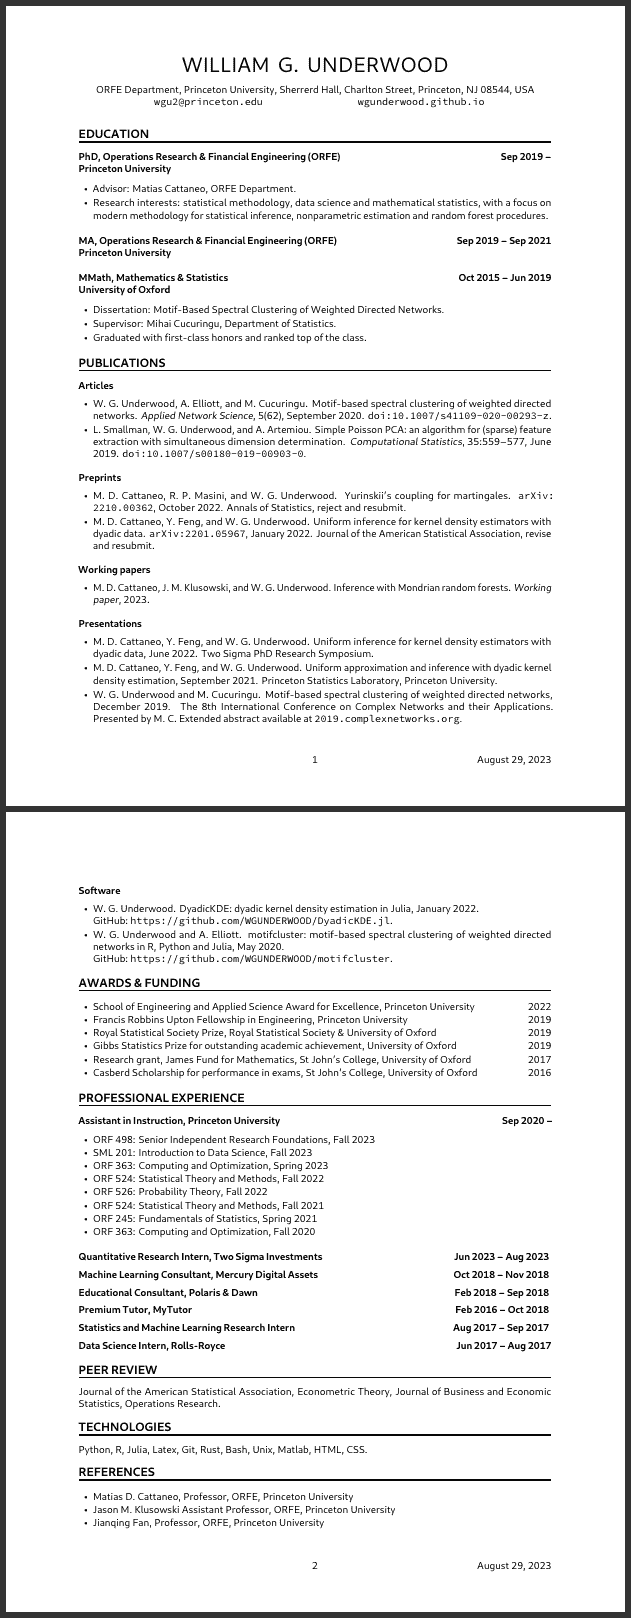 WILLIAM G. UNDERWOOD
ORFE Department, Princeton University, Sherrerd Hall, Charlton Street, Princeton, NJ 08544, USA
wgu2@princeton.edu wgunderwood.github.io
EDUCATION
PhD, Operations Research & Financial Engineering (ORFE) Sep 2019 –
Princeton University
• Advisor: Matias Cattaneo, ORFE Department.
• Research interests: statistical methodology, data science and mathematical statistics, with a focus on
modern methodology for statistical inference, nonparametric estimation and random forest procedures.
MA, Operations Research & Financial Engineering (ORFE) Sep 2019 – Sep 2021
Princeton University
MMath, Mathematics & Statistics Oct 2015 – Jun 2019
University of Oxford
• Dissertation: Motif-Based Spectral Clustering of Weighted Directed Networks.
• Supervisor: Mihai Cucuringu, Department of Statistics.
• Graduated with first-class honors and ranked top of the class.
PUBLICATIONS
Articles
• W. G. Underwood, A. Elliott, and M. Cucuringu. Motif-based spectral clustering of weighted directed
networks. Applied Network Science, 5(62), September 2020. doi:10.1007/s41109-020-00293-z.
• L. Smallman, W. G. Underwood, and A. Artemiou. Simple Poisson PCA: an algorithm for (sparse) feature
extraction with simultaneous dimension determination. Computational Statistics, 35:559–577, June
2019. doi:10.1007/s00180-019-00903-0.
Preprints
• M. D. Cattaneo, R. P. Masini, and W. G. Underwood. Yurinskii's coupling for martingales. arXiv:
2210.00362, October 2022. Annals of Statistics, reject and resubmit.
• M. D. Cattaneo, Y. Feng, and W. G. Underwood. Uniform inference for kernel density estimators with
dyadic data. arXiv:2201.05967, January 2022. Journal of the American Statistical Association, revise
and resubmit.
Working papers
• M. D. Cattaneo, J. M. Klusowski, and W. G. Underwood. Inference with Mondrian random forests. Working
paper, 2023.
Presentations
• M. D. Cattaneo, Y. Feng, and W. G. Underwood. Uniform inference for kernel density estimators with
dyadic data, June 2022. Two Sigma PhD Research Symposium.
• M. D. Cattaneo, Y. Feng, and W. G. Underwood. Uniform approximation and inference with dyadic kernel
density estimation, September 2021. Princeton Statistics Laboratory, Princeton University.
• W. G. Underwood and M. Cucuringu. Motif-based spectral clustering of weighted directed networks,
December 2019. The 8th International Conference on Complex Networks and their Applications.
Presented by M. C. Extended abstract available at 2019.complexnetworks.org.
1 August 29, 2023
Software
• W. G. Underwood. DyadicKDE: dyadic kernel density estimation in Julia, January 2022.
GitHub: https://github.com/WGUNDERWOOD/DyadicKDE.jl.
• W. G. Underwood and A. Elliott. motifcluster: motif-based spectral clustering of weighted directed
networks in R, Python and Julia, May 2020.
GitHub: https://github.com/WGUNDERWOOD/motifcluster.
AWARDS & FUNDING
• School of Engineering and Applied Science Award for Excellence, Princeton University 2022
• Francis Robbins Upton Fellowship in Engineering, Princeton University 2019
• Royal Statistical Society Prize, Royal Statistical Society & University of Oxford 2019
• Gibbs Statistics Prize for outstanding academic achievement, University of Oxford 2019
• Research grant, James Fund for Mathematics, St John's College, University of Oxford 2017
• Casberd Scholarship for performance in exams, St John's College, University of Oxford 2016
PROFESSIONAL EXPERIENCE
Assistant in Instruction, Princeton University Sep 2020 –
• ORF 498: Senior Independent Research Foundations, Fall 2023
• SML 201: Introduction to Data Science, Fall 2023
• ORF 363: Computing and Optimization, Spring 2023
• ORF 524: Statistical Theory and Methods, Fall 2022
• ORF 526: Probability Theory, Fall 2022
• ORF 524: Statistical Theory and Methods, Fall 2021
• ORF 245: Fundamentals of Statistics, Spring 2021
• ORF 363: Computing and Optimization, Fall 2020
Quantitative Research Intern, Two Sigma Investments Jun 2023 – Aug 2023
Machine Learning Consultant, Mercury Digital Assets Oct 2018 – Nov 2018
Educational Consultant, Polaris & Dawn Feb 2018 – Sep 2018
Premium Tutor, MyTutor Feb 2016 – Oct 2018
Statistics and Machine Learning Research Intern Aug 2017 – Sep 2017
Data Science Intern, Rolls-Royce Jun 2017 – Aug 2017
PEER REVIEW
Journal of the American Statistical Association, Econometric Theory, Journal of Business and Economic
Statistics, Operations Research.
TECHNOLOGIES
Python, R, Julia, Latex, Git, Rust, Bash, Unix, Matlab, HTML, CSS.
REFERENCES
• Matias D. Cattaneo, Professor, ORFE, Princeton University
• Jason M. Klusowski Assistant Professor, ORFE, Princeton University
• Jianqing Fan, Professor, ORFE, Princeton University
2 August 29, 2023